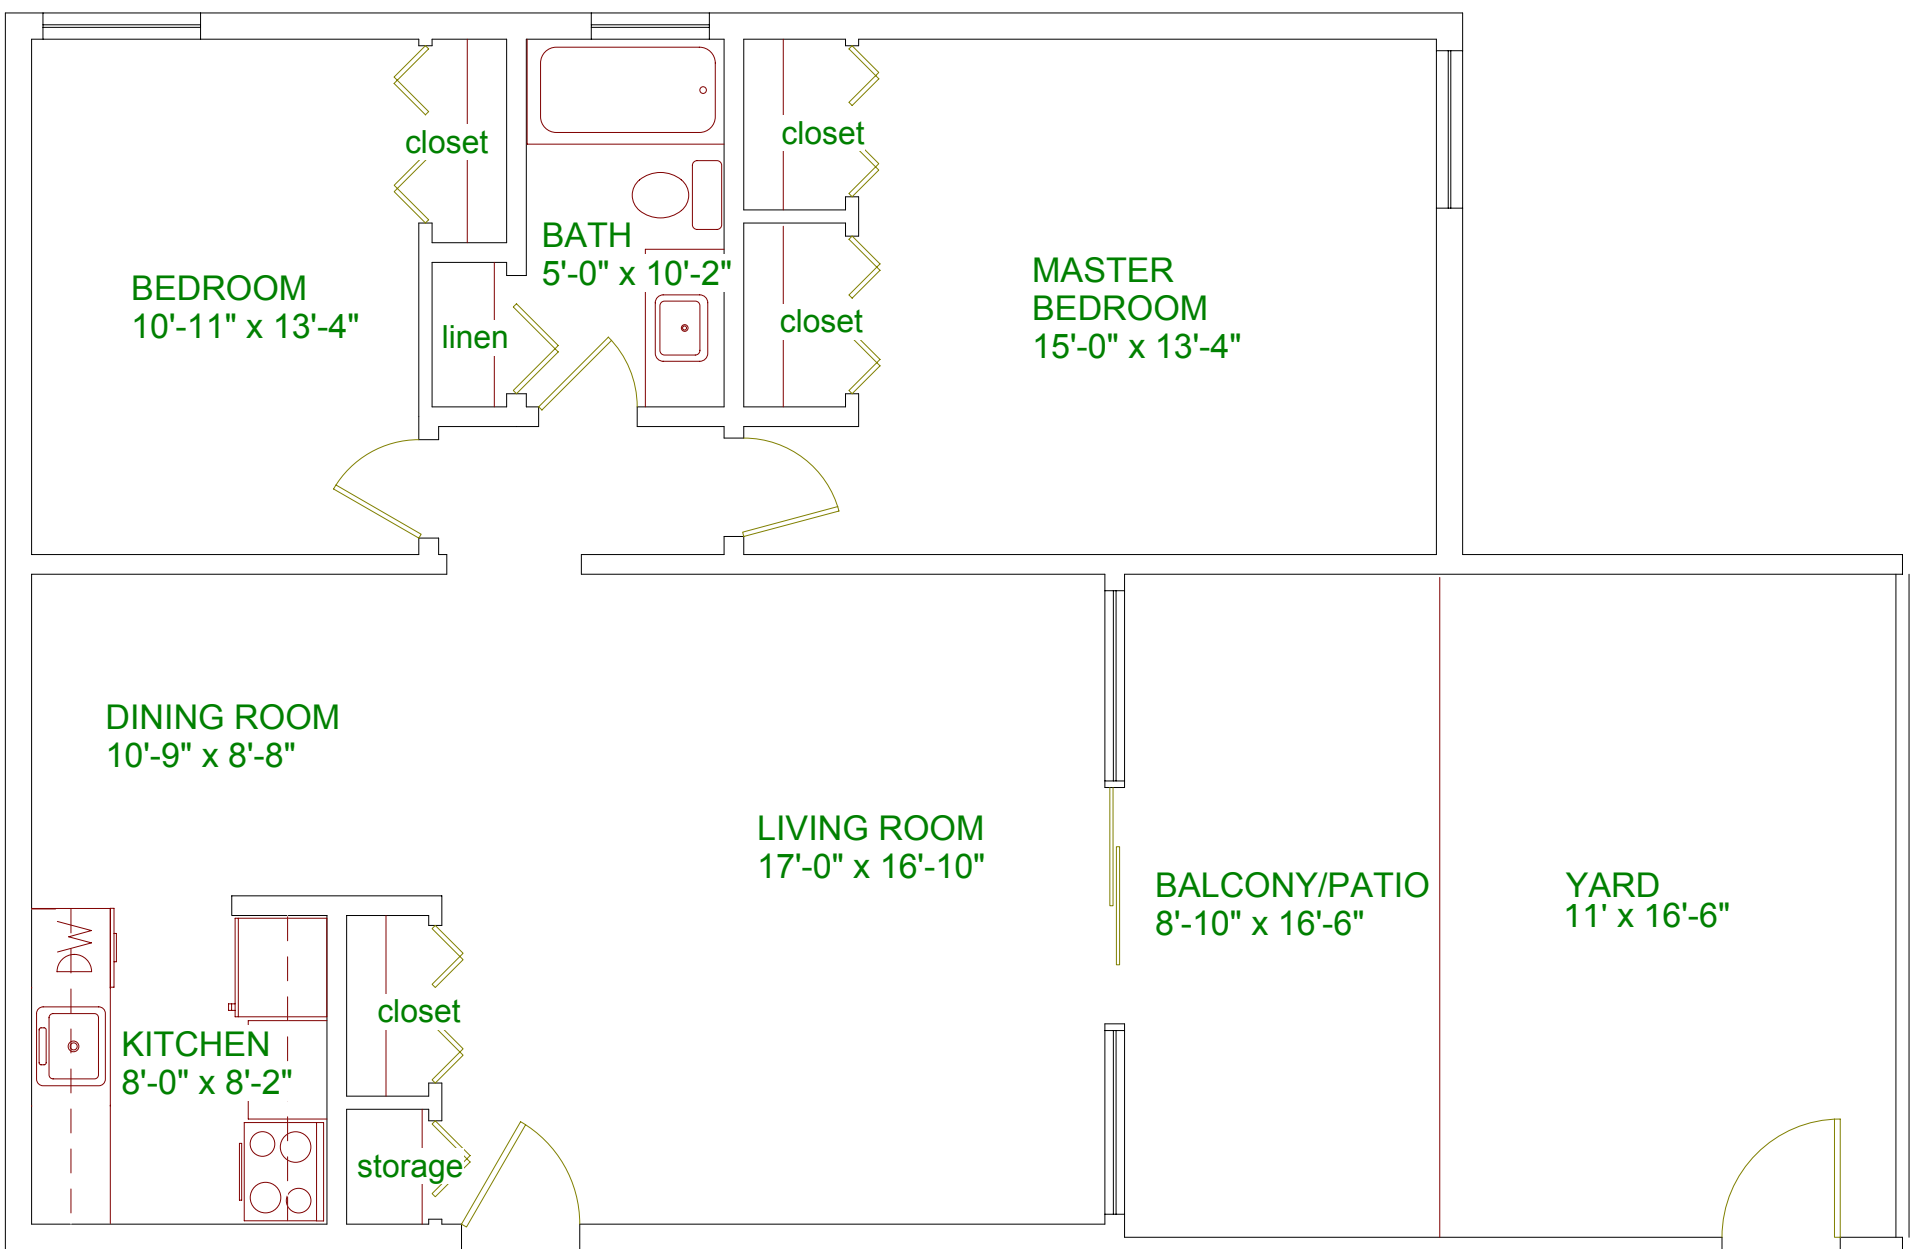 closet
closet
BATH
5'-0" x 10'-2"
BEDROOM
10'-11" x 13'-4"
linen
closet
MASTER
BEDROOM
15'-0" x 13'-4"
DINING ROOM
10'-9" x 8'-8"
LIVING ROOM
17'-0" x 16'-10"
BALCONY/PATIO
8'-10" x 16'-6"
YARD
11' x 16'-6"
KITCHEN
8'-0" x 8'-2"
closet
storage